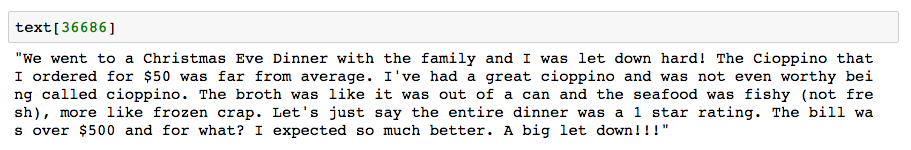 text[36686]
"We went to a Christmas Eve Dinner with the family and I was let down hard! The Cioppino that
I ordered for $50 was far from average. I've had a great cioppino and was not even worthy bei
ng called cioppino. The broth was like it was out of a can and the seafood was fishy (not fre
sh), more like frozen crap. Let's just say the entire dinner was a 1 star rating. The bill wa
s over $500 and for what? I expected so much better. A big let down!!!"